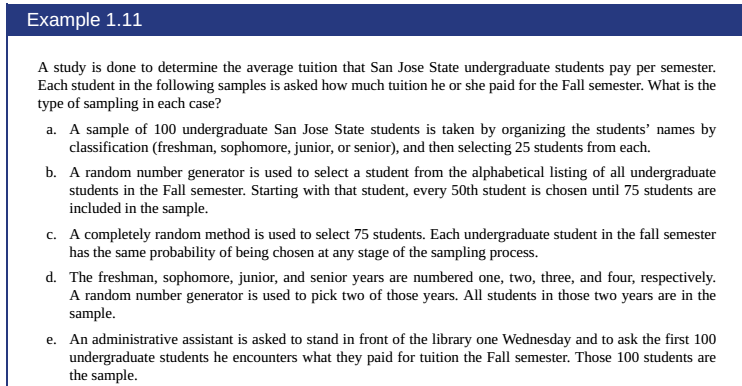 Example 1.11
A study is done to determine the average tuition that San Jose State undergraduate students pay per semester.
Each student in the following samples is asked how much tuition he or she paid for the Fall semester. What is the
type of sampling in each case?
a. A sample of 100 undergraduate San Jose State students is taken by organizing the students’ names by
classification (freshman, sophomore, junior, or senior), and then selecting 25 students from each.
b. A random number generator is used to select a student from the alphabetical listing of all undergraduate
students in the Fall semester. Starting with that student, every 50th student is chosen until 75 students are
included in the sample.
c. A completely random method is used to select 75 students. Each undergraduate student in the fall semester
has the same probability of being chosen at any stage of the sampling process.
d. The freshman, sophomore, junior, and senior years are numbered one, two, three, and four, respectively.
A random number generator is used to pick two of those years. All students in those two years are in the
sample.
e. An administrative assistant is asked to stand in front of the library one Wednesday and to ask the first 100
undergraduate students he encounters what they paid for tuition the Fall semester. Those 100 students are
the sample.